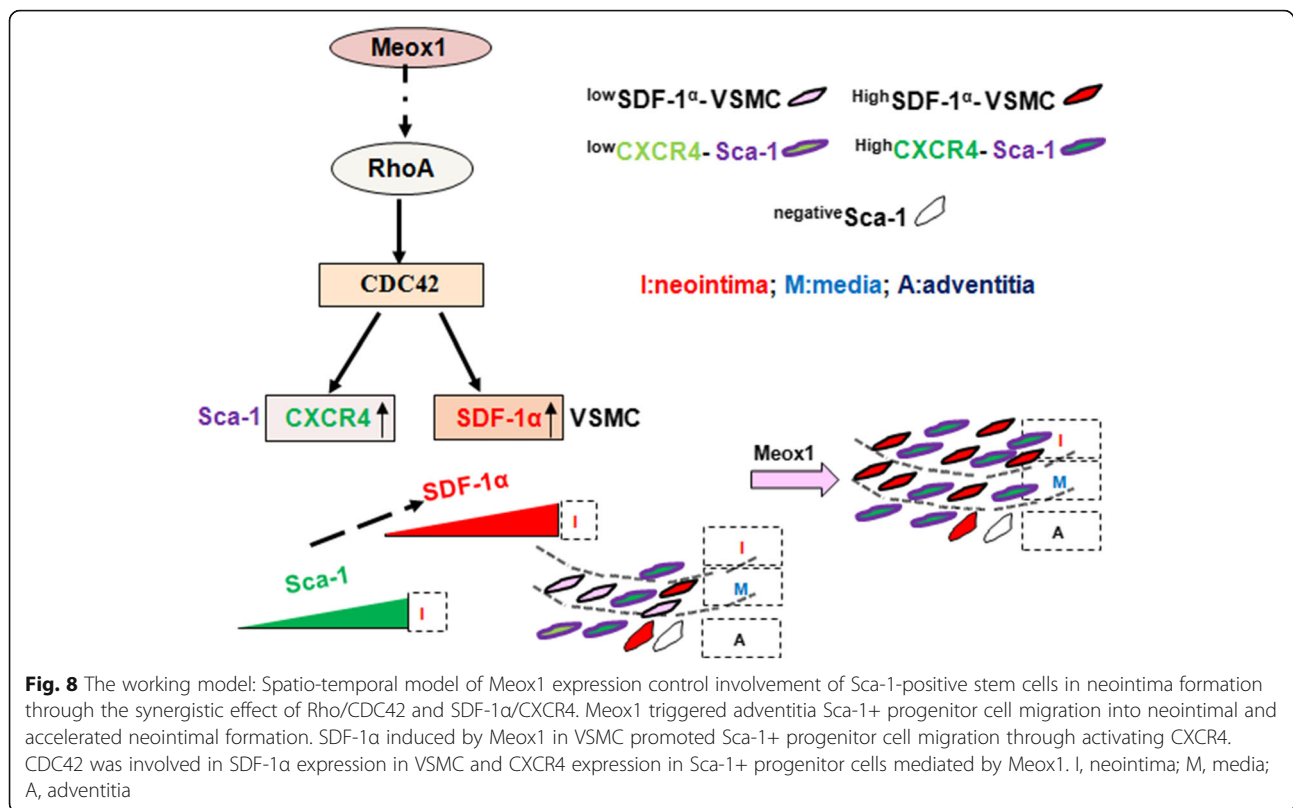 Meox1
RhoA
CDC42
Sca-1 CXCR4 SDF-1α VSMC
lowSDF-1α-VSMC HighSDF-1α-VSMC
lowCXCR4-Sca-1 HighCXCR4-Sca-1
negativeSca-1
I:neointima; M:media; A:adventita
SDF-1α
I
Sca-1
I
I
M
A
Meox1
I
M
A
Fig. 8 The working model: Spatio-temporal model of Meox1 expression control involvement of Sca-1-positive stem cells in neointima formation
through the synergistic effect of Rho/CDC42 and SDF-1α/CXCR4. Meox1 triggered adventitia Sca-1+ progenitor cell migration into neointimal and
accelerated neointimal formation. SDF-1α induced by Meox1 in VSMC promoted Sca-1+ progenitor cell migration through activating CXCR4.
CDC42 was involved in SDF-1α expression in VSMC and CXCR4 expression in Sca-1+ progenitor cells mediated by Meox1. I, neointima; M, media;
A, adventitia